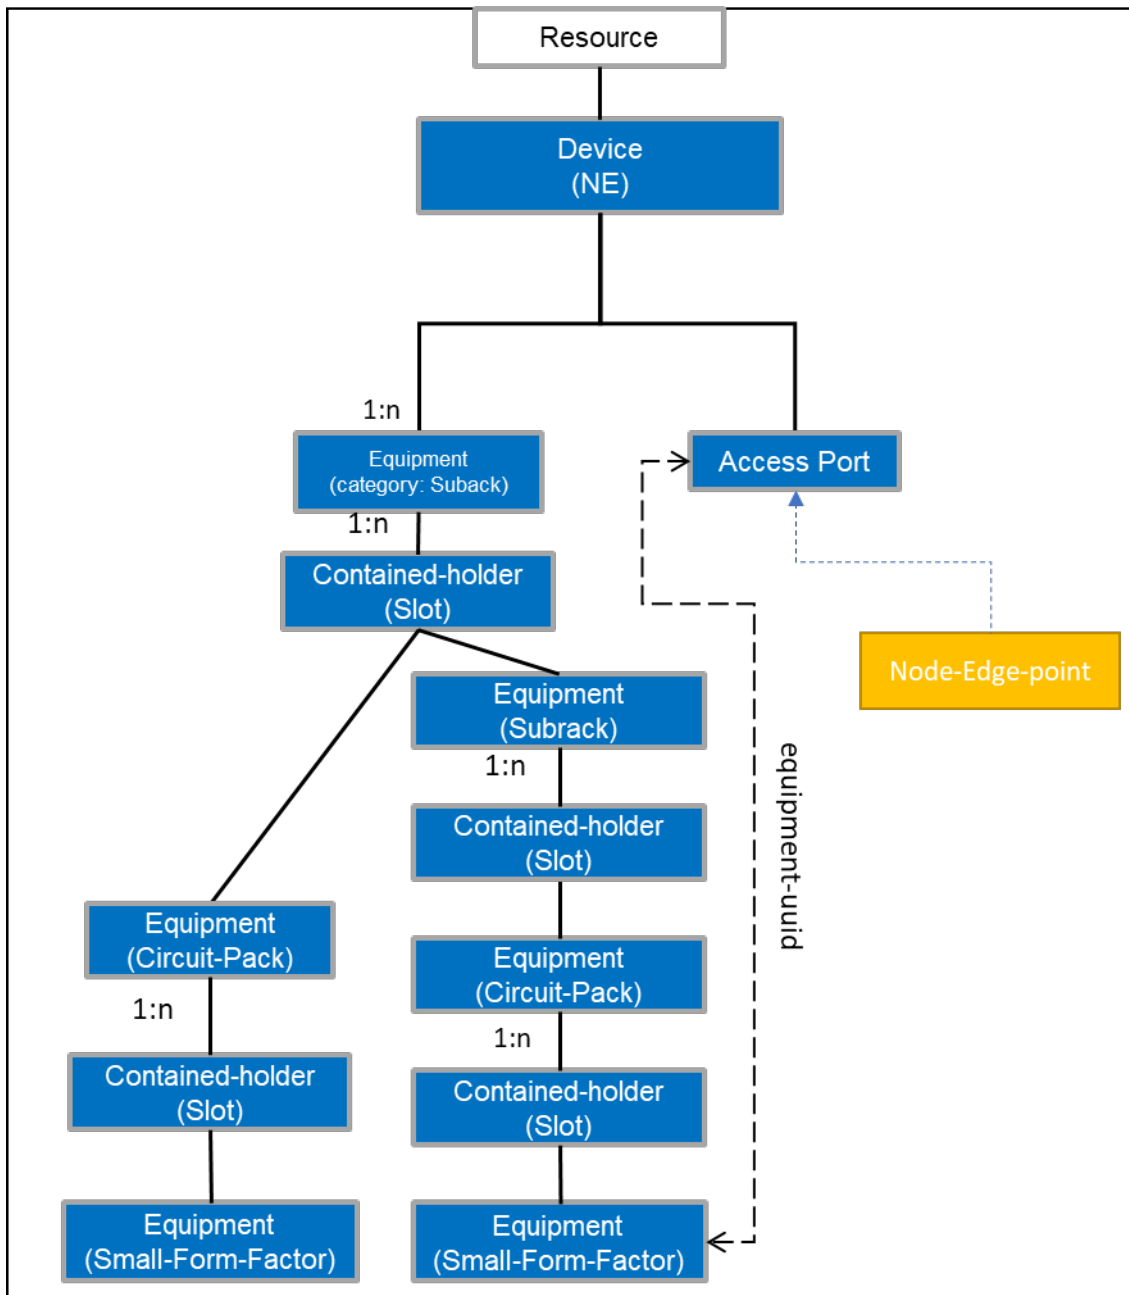 Resource
Device
(NE)
1:n
Equipment
(category: Suback)
Access Port
1:n
Contained-holder
(Slot)
Node-Edge-point
Equipment
(Subrack)
1:n
equipment-uuid
Contained-holder
(Slot)
Equipment
(Circuit-Pack)
Equipment
(Circuit-Pack)
1:n
1:n
Contained-holder
(Slot)
Contained-holder
(Slot)
Equipment
(Small-Form-Factor)
Equipment
(Small-Form-Factor)